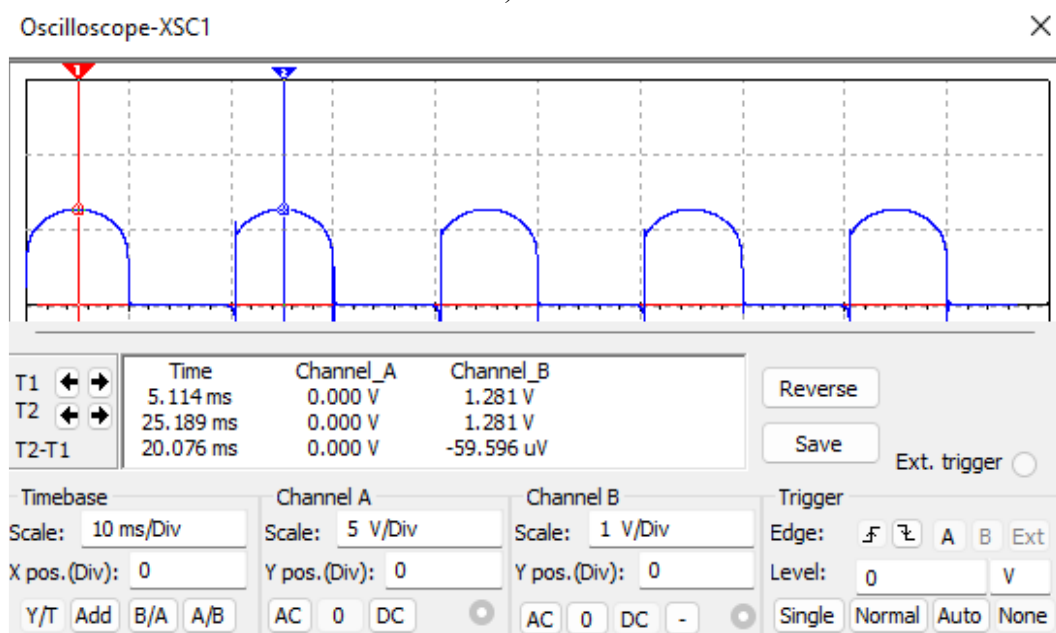 Oscilloscope-XSC1
1
2
Time Channel_A Channel_B
T1 5.114 ms 0.000 V 1.281 V
T2 25.189 ms 0.000 V 1.281 V
T2-T1 20.076 ms 0.000 V -59.596 uV
Reverse
Save
Ext. trigger
Timebase
Scale: 10 ms/Div
X pos.(Div): 0
Y/T Add B/A A/B
Channel A
Scale: 5 V/Div
Y pos.(Div): 0
AC 0 DC
Channel B
Scale: 1 V/Div
Y pos.(Div): 0
AC 0 DC -
Trigger
Edge: A B Ext
Level: 0 V
Single Normal Auto None